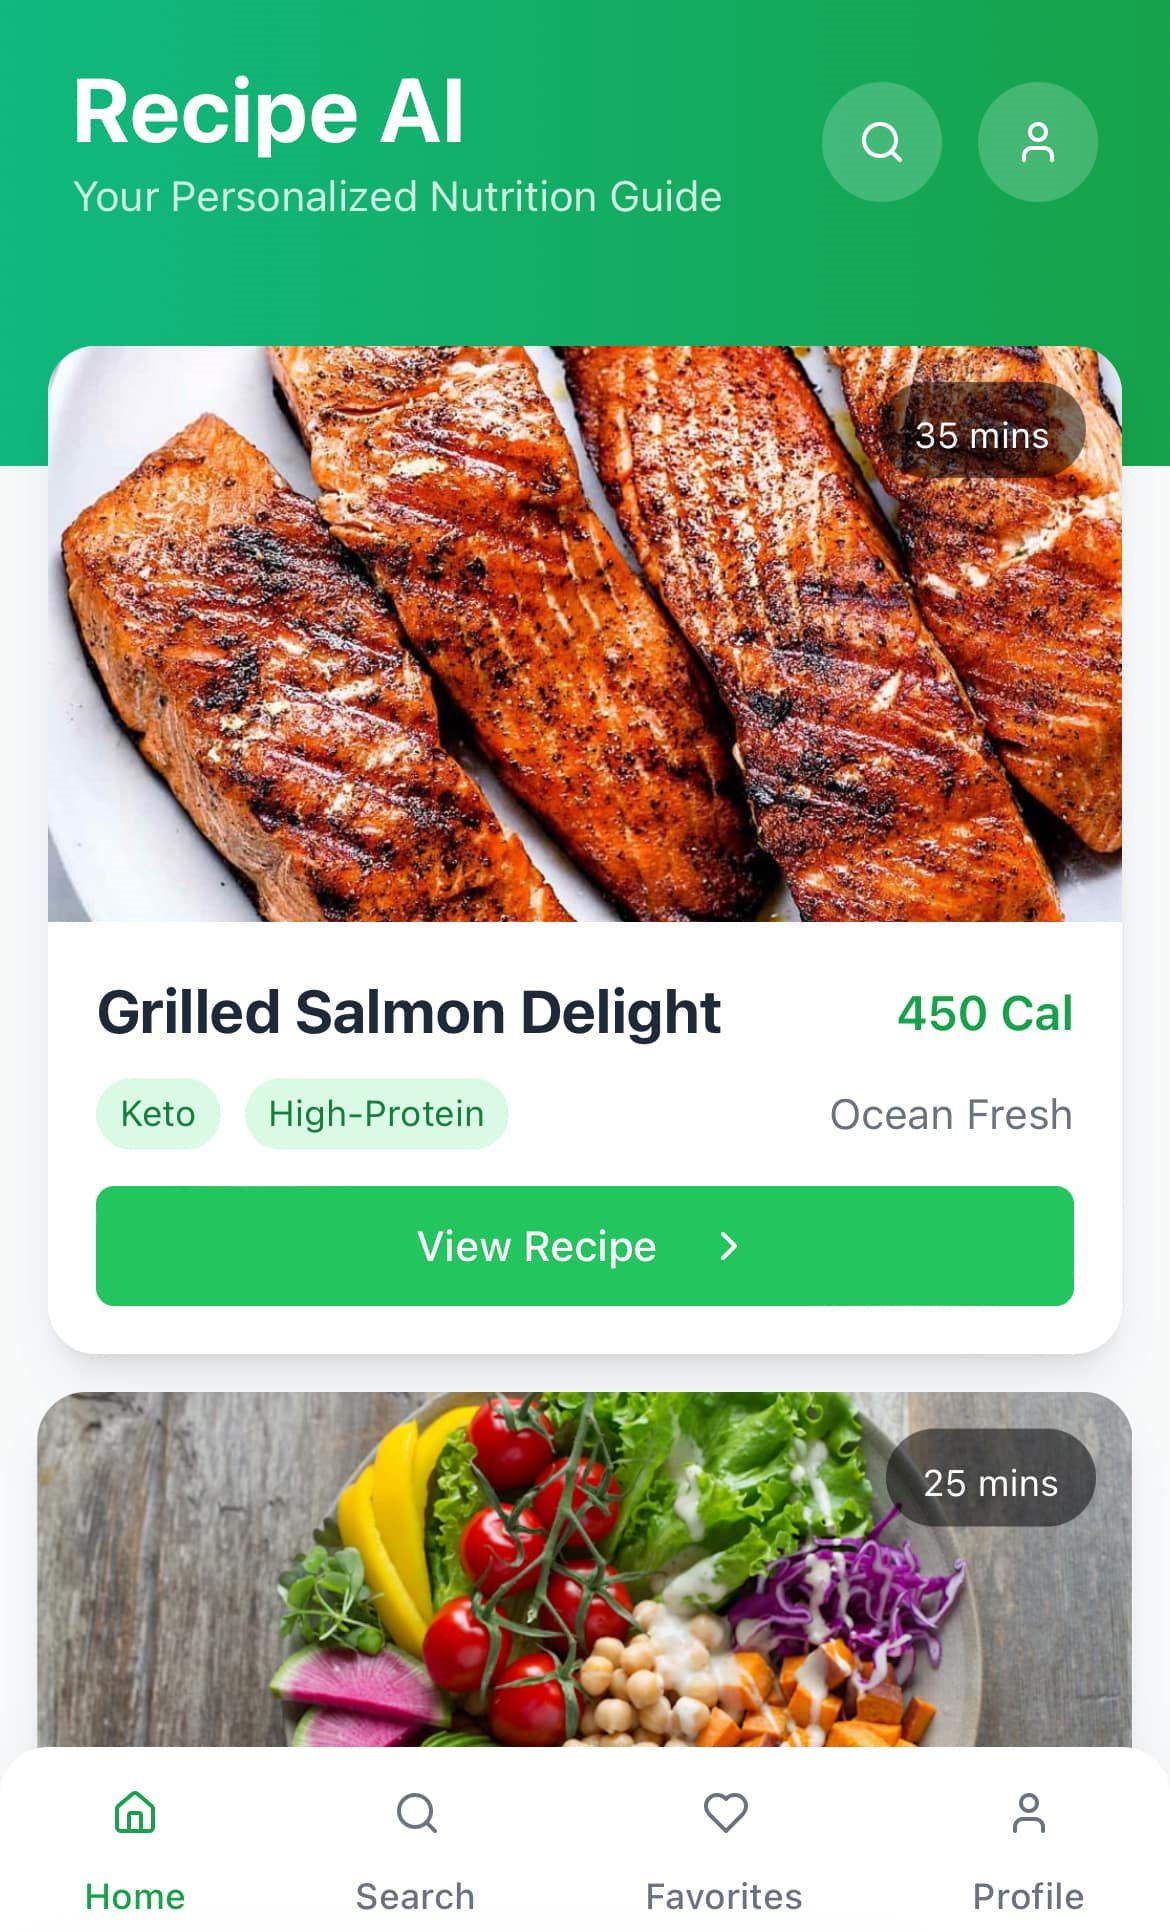 Recipe AI
Your Personalized Nutrition Guide
35 mins
Grilled Salmon Delight
450 Cal
Keto
High-Protein
Ocean Fresh
View Recipe
25 mins
Home
Search
Favorites
Profile